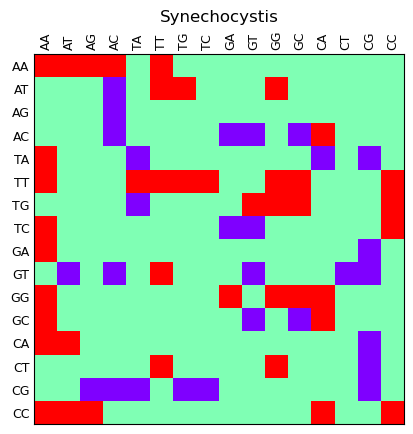 Synechocystis
AA AT AG AC TA TT TG TC GA GT GG GC CA CT CG CC
AA
AT
AG
AC
TA
TT
TG
TC
GA
GT
GG
GC
CA
CT
CG
CC